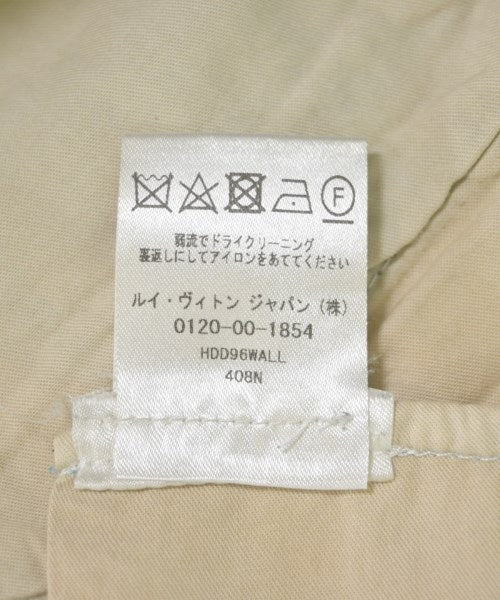 F
弱流でドライクリーニング
裏返しにしてアイロンをあててください
ルイ・ヴィトン ジャパン（株）
0120-00-1854
HDD96WALL
408N